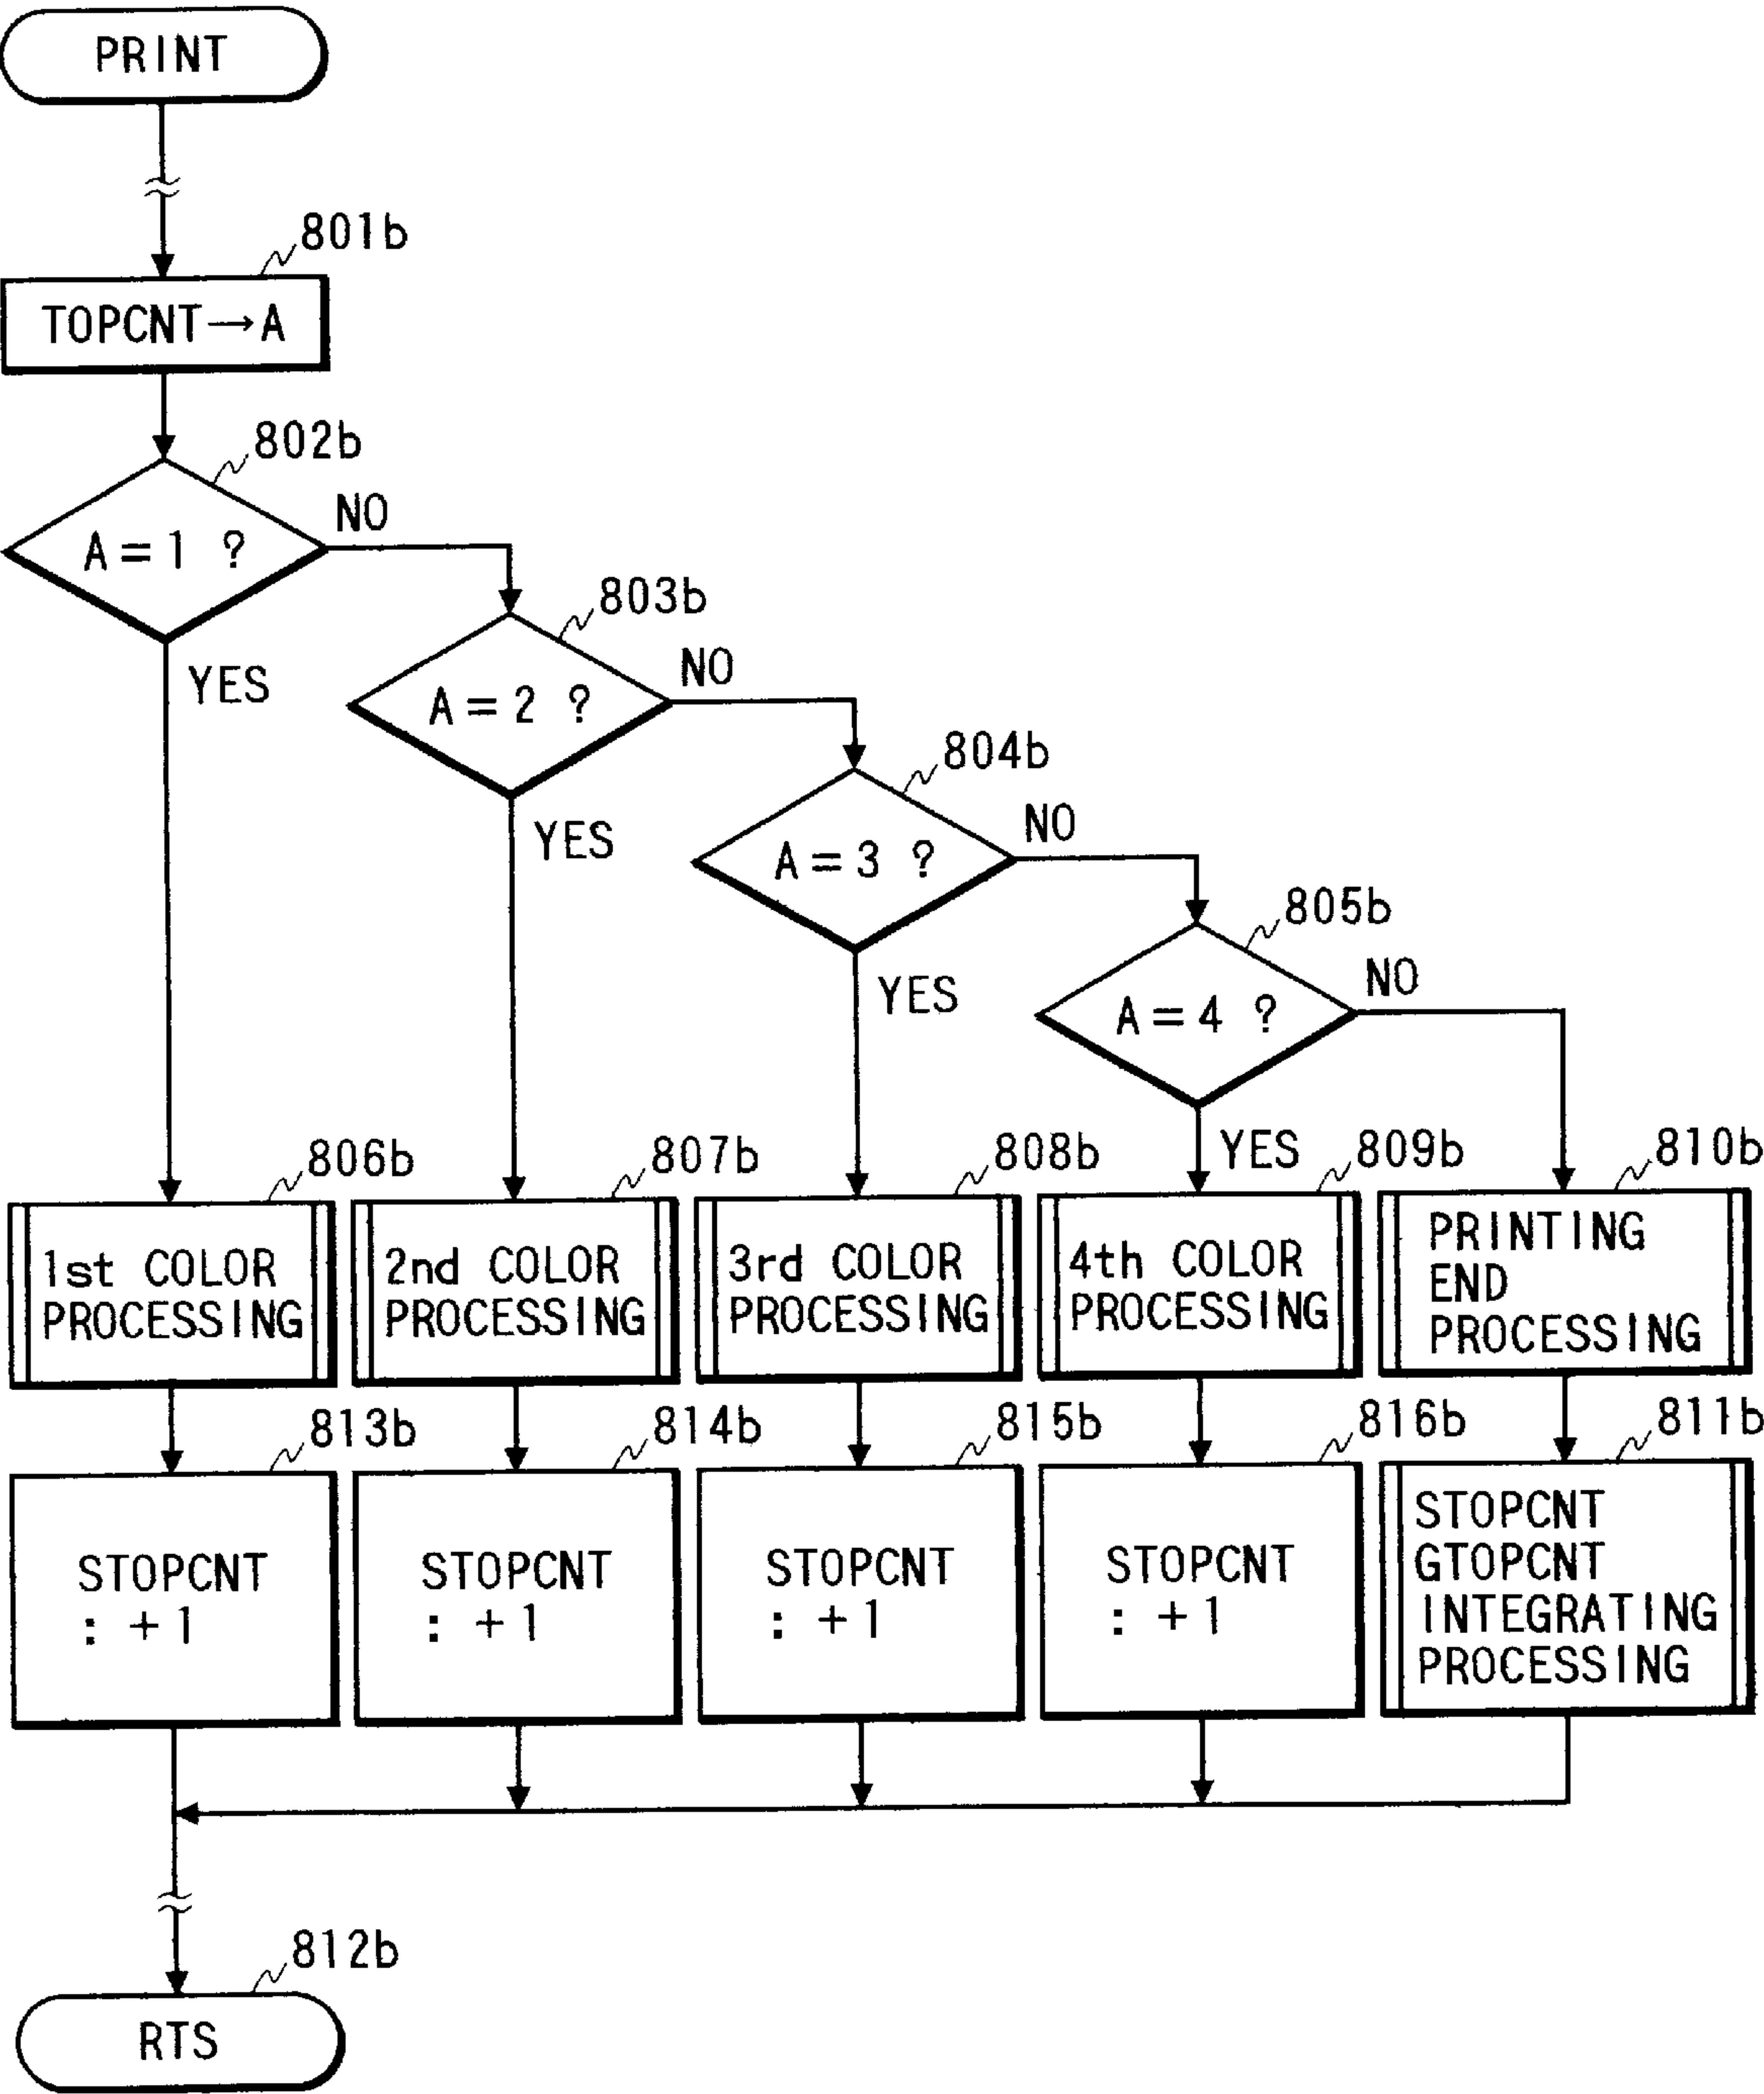 PRINT
801b
TOPCNT→A
802b
A=1 ?
NO
YES
803b
A=2 ?
NO
YES
804b
A=3 ?
NO
YES
805b
A=4 ?
NO
YES
806b
1st COLOR
PROCESSING
807b
2nd COLOR
PROCESSING
808b
3rd COLOR
PROCESSING
809b
4th COLOR
PROCESSING
810b
PRINTING
END
PROCESSING
813b
STOPCNT
: +1
814b
STOPCNT
: +1
815b
STOPCNT
: +1
816b
STOPCNT
: +1
811b
STOPCNT
GTOPCNT
INTEGRATING
PROCESSING
812b
RTS